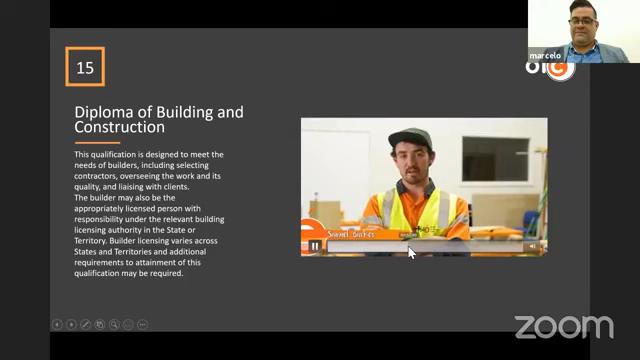 marcelo
15
Diploma of Building and
Construction
This qualification is designed to meet the
needs of builders, including selecting
contractors, overseeing the work and its
quality, and liaising with clients.
The builder may also be the
appropriately licensed person with
responsibility under the relevant building
licensing authority in the State or
Territory. Builder licensing varies across
States and Territories and additional
requirements to attainment of this
qualification may be required.
zoom